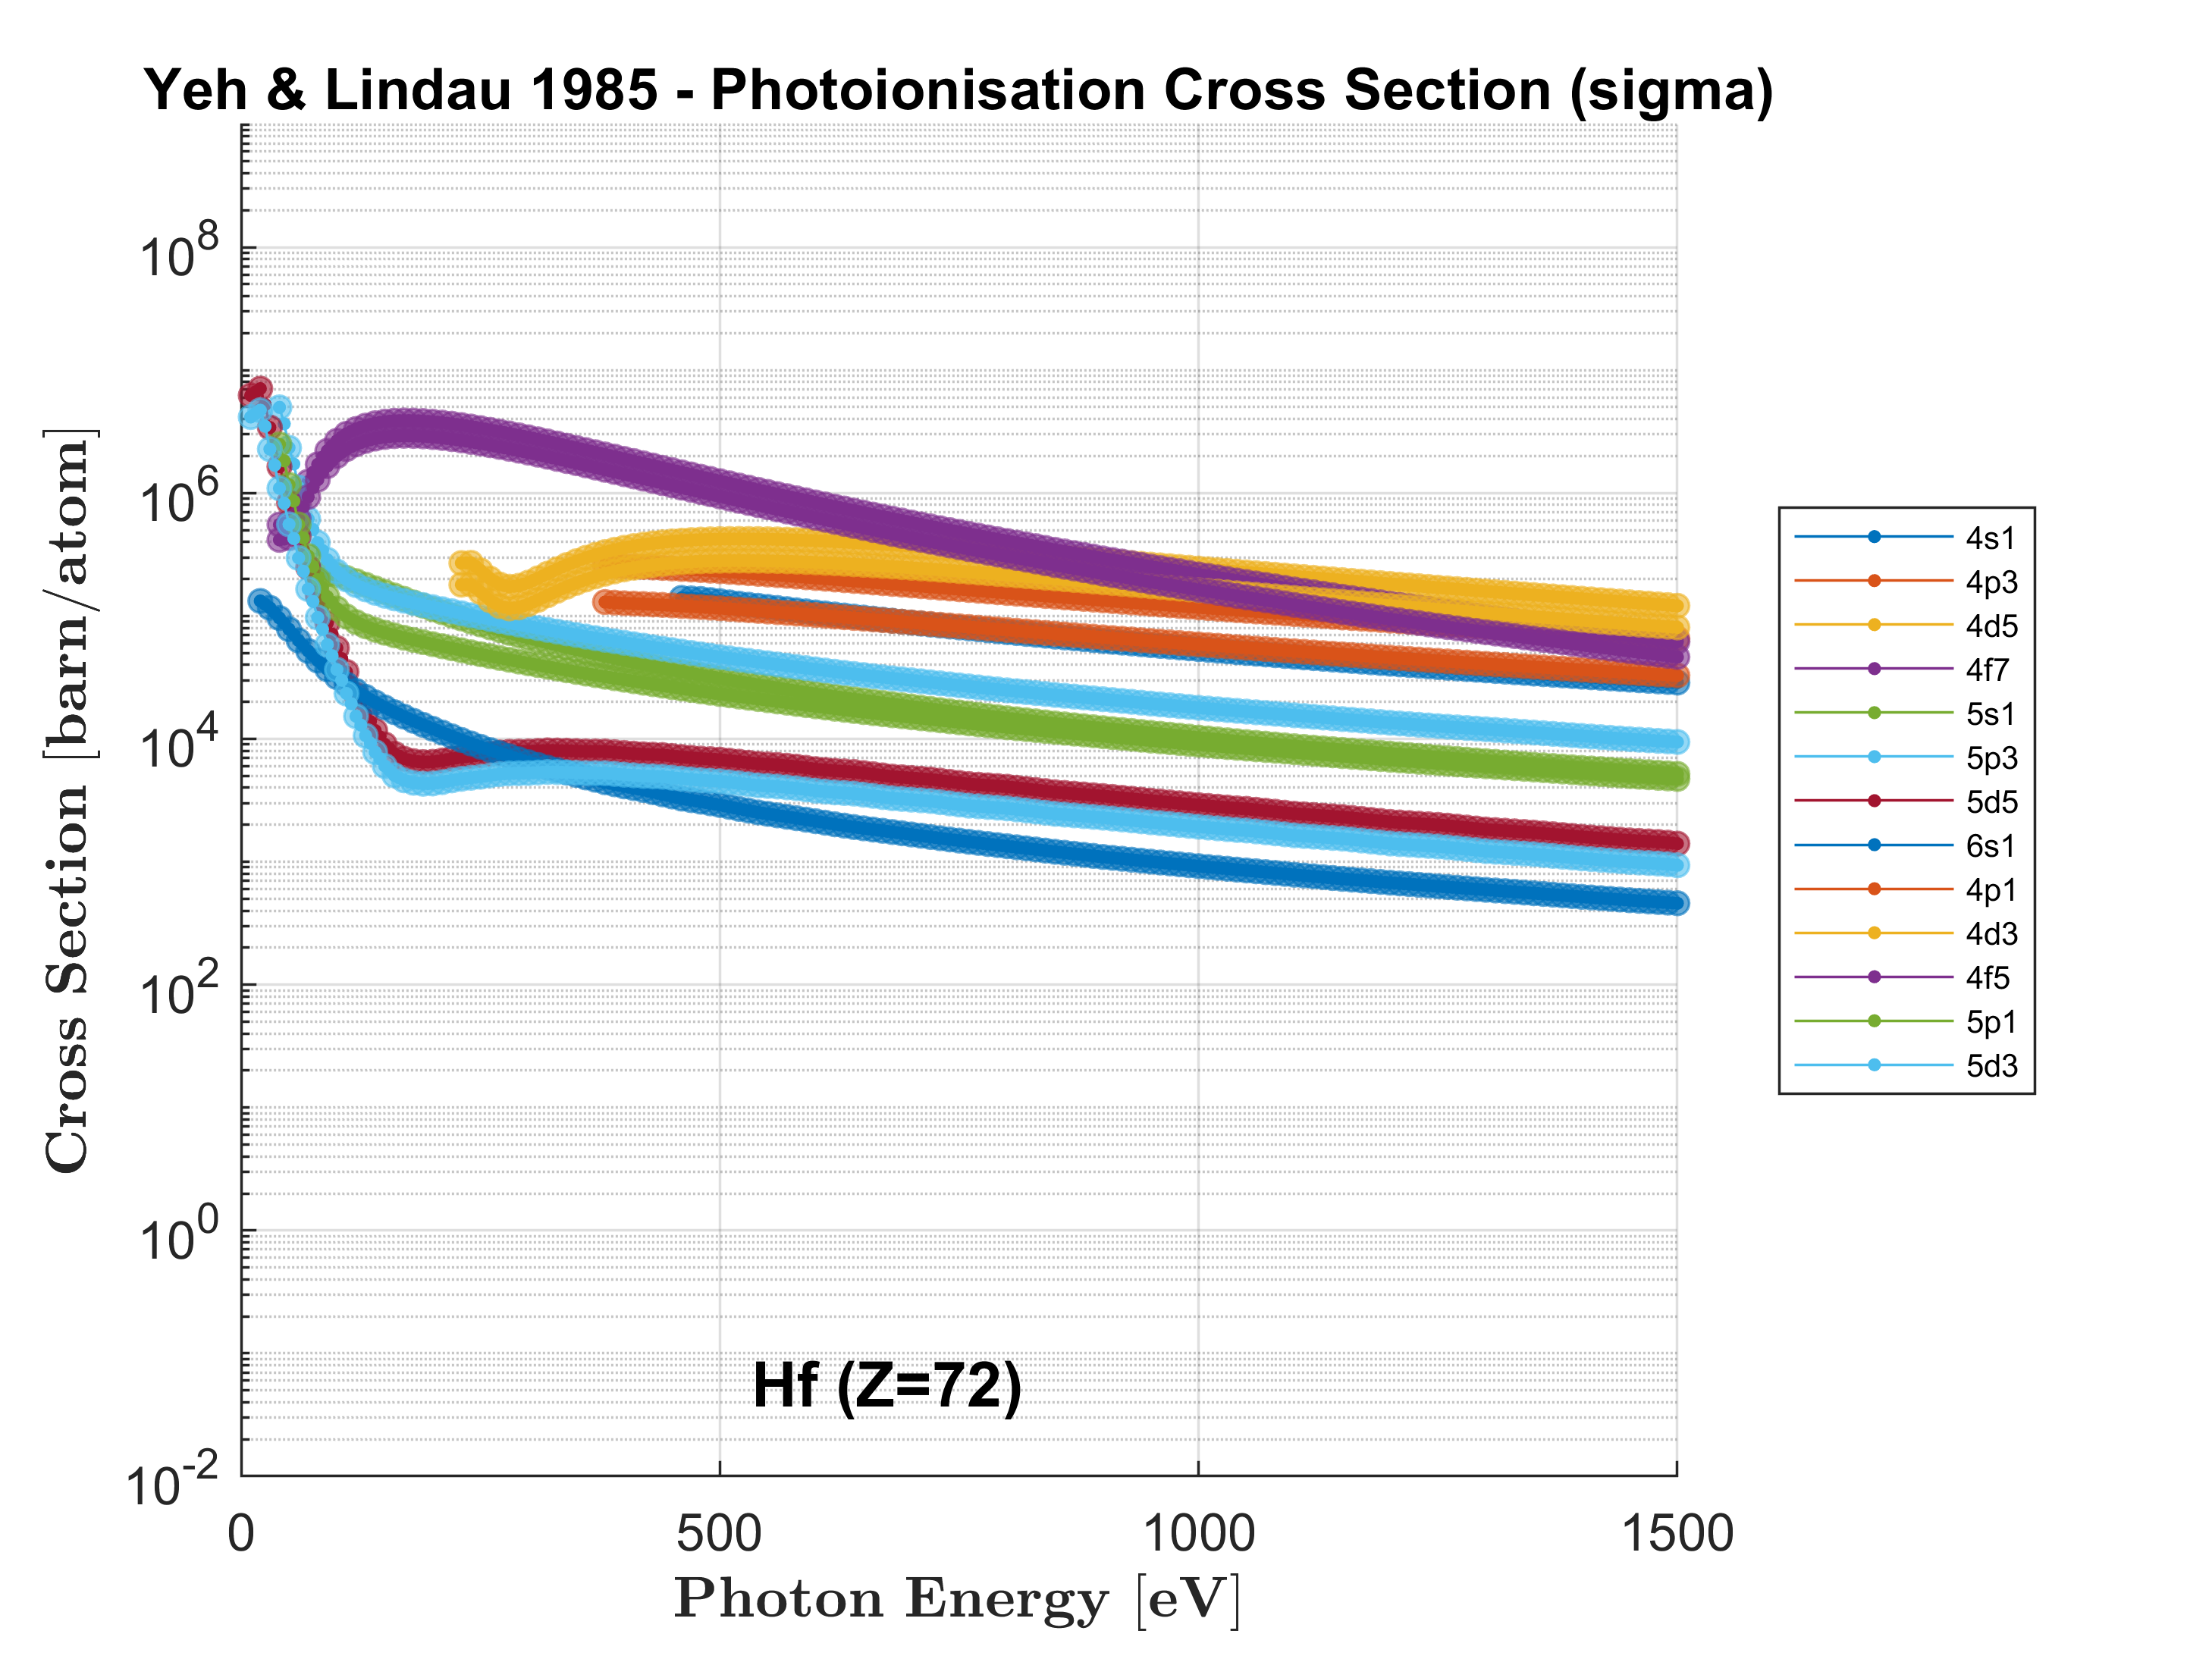 Yeh & Lindau 1985 - Photoionisation Cross Section (sigma)
Cross Section [barn/atom]
10^8
10^6
10^4
10^2
10^0
10^-2
0 500 1000 1500
Photon Energy [eV]
Hf (Z=72)
4s1
4p3
4d5
4f7
5s1
5p3
5d5
6s1
4p1
4d3
4f5
5p1
5d3